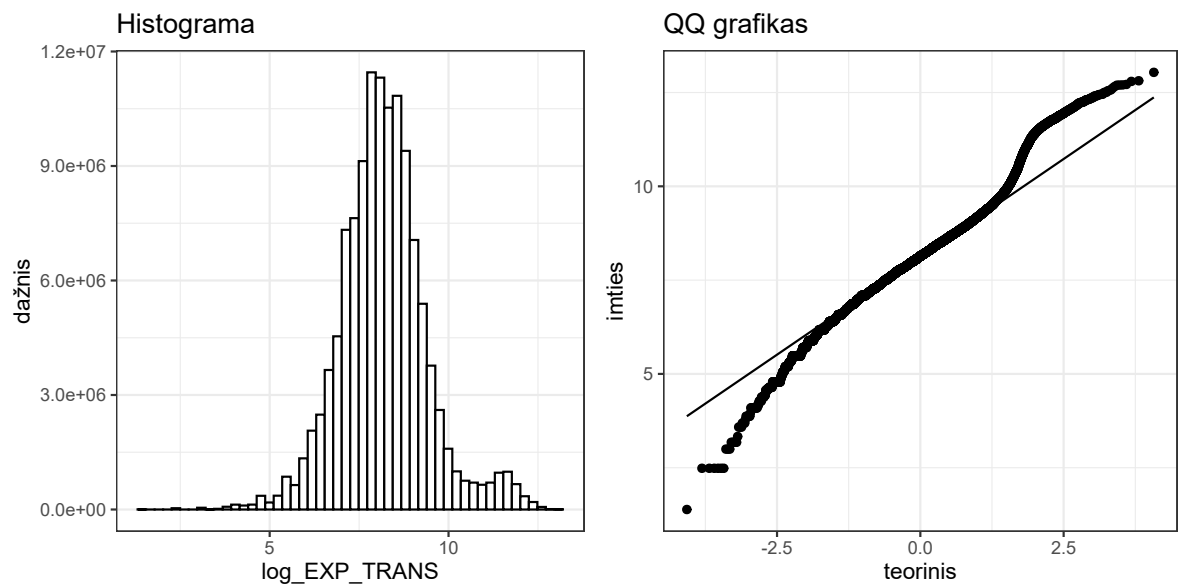 Histograma
1.2e+07
9.0e+06
6.0e+06
3.0e+06
0.0e+00
dažnis
5 10
log_EXP_TRANS
QQ grafikas
10
5
imties
-2.5 0.0 2.5
teorinis